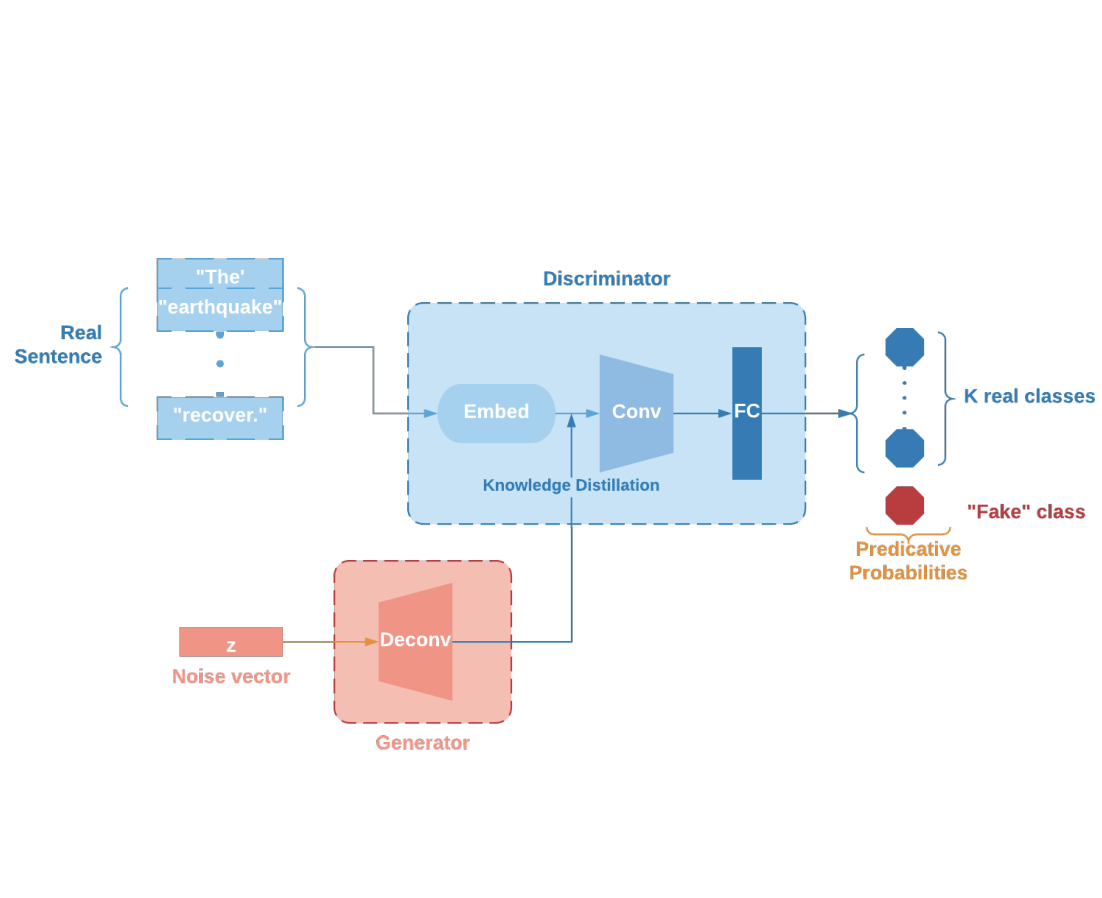 Discriminator
"The'
"earthquake"
Real
Sentence
"recover."
Embed
Conv
FC
Knowledge Distillation
K real classes
"Fake" class
Predicative
Probabilities
Deconv
z
Noise vector
Generator